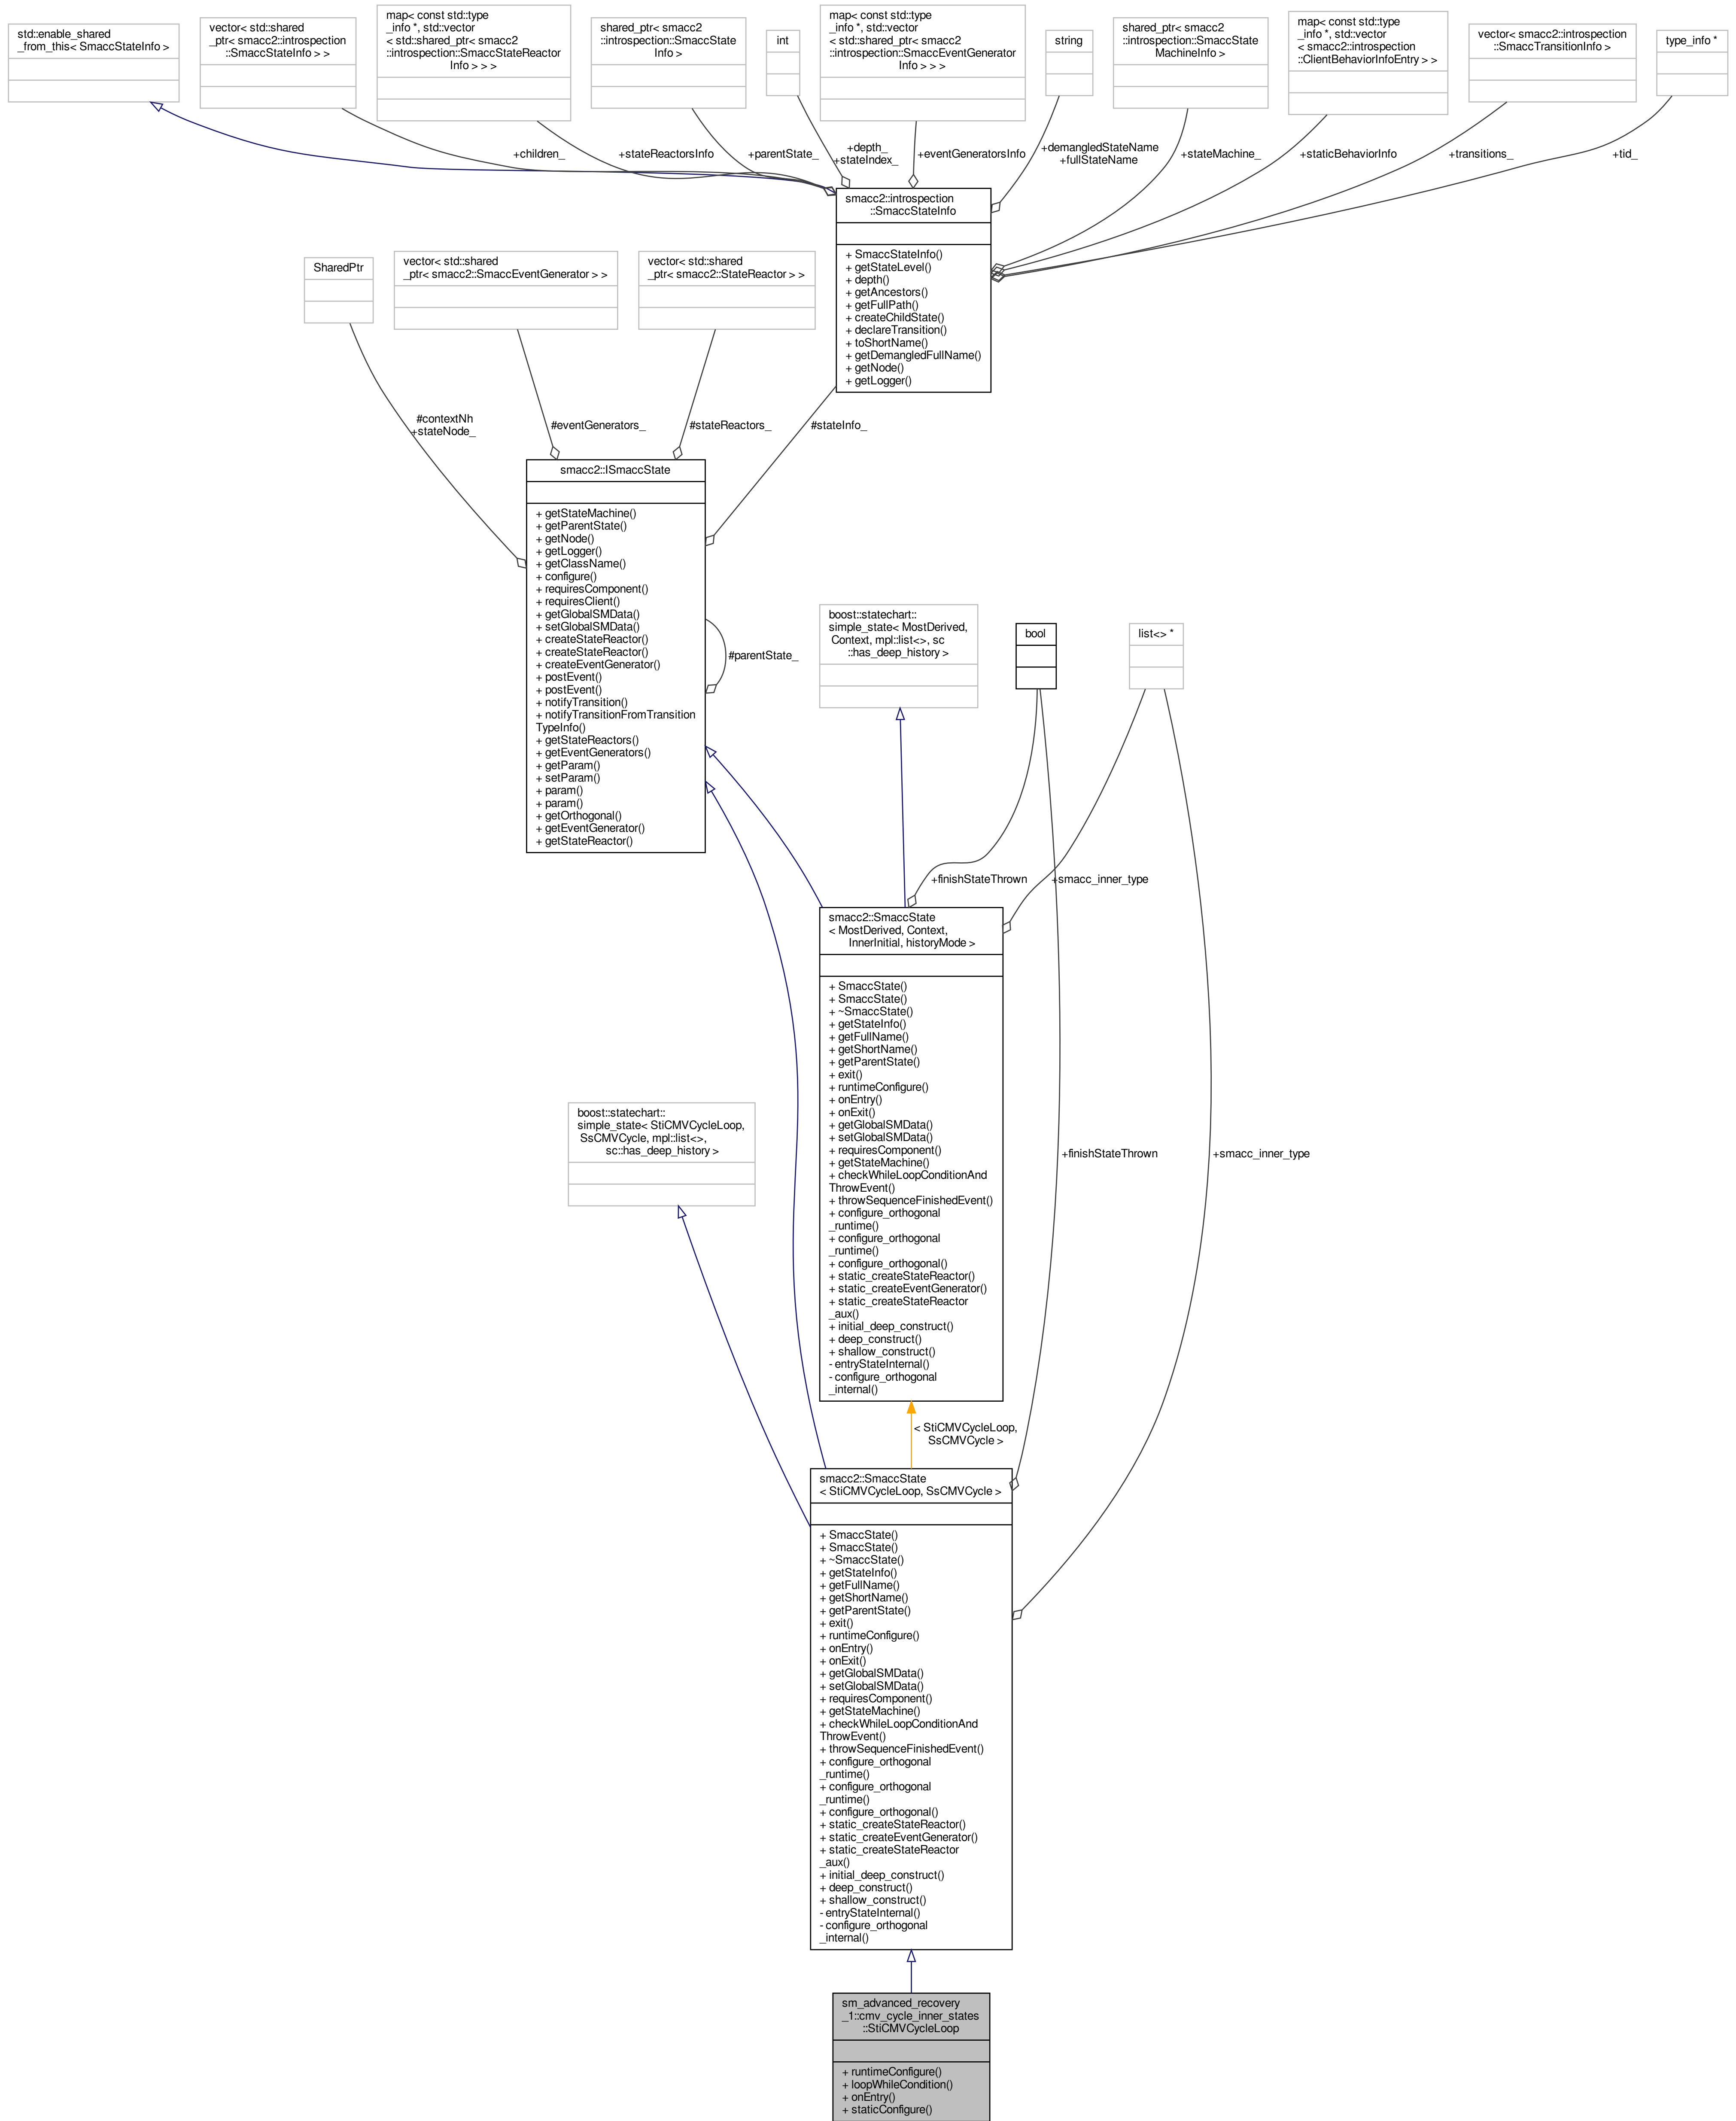 std::enable_shared
_from_this< SmaccStateInfo >
vector< std::shared
_ptr< smacc2::introspection
::SmaccStateInfo > >
map< const std::type
_info *, std::vector
< std::shared_ptr< smacc2
::introspection::SmaccStateReactor
Info > > >
shared_ptr< smacc2
::introspection::SmaccState
Info >
int
map< const std::type
_info *, std::vector
< std::shared_ptr< smacc2
::introspection::SmaccEventGenerator
Info > > >
string
shared_ptr< smacc2
::introspection::SmaccState
MachineInfo >
map< const std::type
_info *, std::vector
< smacc2::introspection
::ClientBehaviorInfoEntry > >
vector< smacc2::introspection
::SmaccTransitionInfo >
type_info *
+children_
+stateReactorsInfo
+parentState_
+depth_
+stateIndex_
+eventGeneratorsInfo
+demangledStateName
+fullStateName
+stateMachine_
+staticBehaviorInfo
+transitions_
+tid_
smacc2::introspection
::SmaccStateInfo
+ SmaccStateInfo()
+ getStateLevel()
+ depth()
+ getAncestors()
+ getFullPath()
+ createChildState()
+ declareTransition()
+ toShortName()
+ getDemangledFullName()
+ getNode()
+ getLogger()
SharedPtr
vector< std::shared
_ptr< smacc2::SmaccEventGenerator > >
vector< std::shared
_ptr< smacc2::StateReactor > >
#contextNh
+stateNode_
#eventGenerators_
#stateReactors_
#stateInfo_
smacc2::ISmaccState
+ getStateMachine()
+ getParentState()
+ getNode()
+ getLogger()
+ getClassName()
+ configure()
+ requiresComponent()
+ requiresClient()
+ getGlobalSMData()
+ setGlobalSMData()
+ createStateReactor()
+ createStateReactor()
+ createEventGenerator()
+ postEvent()
+ postEvent()
+ notifyTransition()
+ notifyTransitionFromTransition
TypeInfo()
+ getStateReactors()
+ getEventGenerators()
+ getParam()
+ setParam()
+ param()
+ param()
+ getOrthogonal()
+ getEventGenerator()
+ getStateReactor()
#parentState_
boost::statechart::
simple_state< MostDerived,
Context, mpl::list<>, sc
::has_deep_history >
bool
list<> *
+finishStateThrown
+smacc_inner_type
smacc2::SmaccState
< MostDerived, Context,
InnerInitial, historyMode >
+ SmaccState()
+ SmaccState()
+ ~SmaccState()
+ getStateInfo()
+ getFullName()
+ getShortName()
+ getParentState()
+ exit()
+ runtimeConfigure()
+ onEntry()
+ onExit()
+ getGlobalSMData()
+ setGlobalSMData()
+ requiresComponent()
+ getStateMachine()
+ checkWhileLoopConditionAnd
ThrowEvent()
+ throwSequenceFinishedEvent()
+ configure_orthogonal
_runtime()
+ configure_orthogonal
_runtime()
+ configure_orthogonal()
+ static_createStateReactor()
+ static_createEventGenerator()
+ static_createStateReactor
_aux()
+ initial_deep_construct()
+ deep_construct()
+ shallow_construct()
- entryStateInternal()
- configure_orthogonal
_internal()
boost::statechart::
simple_state< StiCMVCycleLoop,
SsCMVCycle, mpl::list<>,
sc::has_deep_history >
+finishStateThrown
+smacc_inner_type
< StiCMVCycleLoop,
SsCMVCycle >
smacc2::SmaccState
< StiCMVCycleLoop, SsCMVCycle >
+ SmaccState()
+ SmaccState()
+ ~SmaccState()
+ getStateInfo()
+ getFullName()
+ getShortName()
+ getParentState()
+ exit()
+ runtimeConfigure()
+ onEntry()
+ onExit()
+ getGlobalSMData()
+ setGlobalSMData()
+ requiresComponent()
+ getStateMachine()
+ checkWhileLoopConditionAnd
ThrowEvent()
+ throwSequenceFinishedEvent()
+ configure_orthogonal
_runtime()
+ configure_orthogonal
_runtime()
+ configure_orthogonal()
+ static_createStateReactor()
+ static_createEventGenerator()
+ static_createStateReactor
_aux()
+ initial_deep_construct()
+ deep_construct()
+ shallow_construct()
- entryStateInternal()
- configure_orthogonal
_internal()
sm_advanced_recovery
_1::cmv_cycle_inner_states
::StiCMVCycleLoop
+ runtimeConfigure()
+ loopWhileCondition()
+ onEntry()
+ staticConfigure()